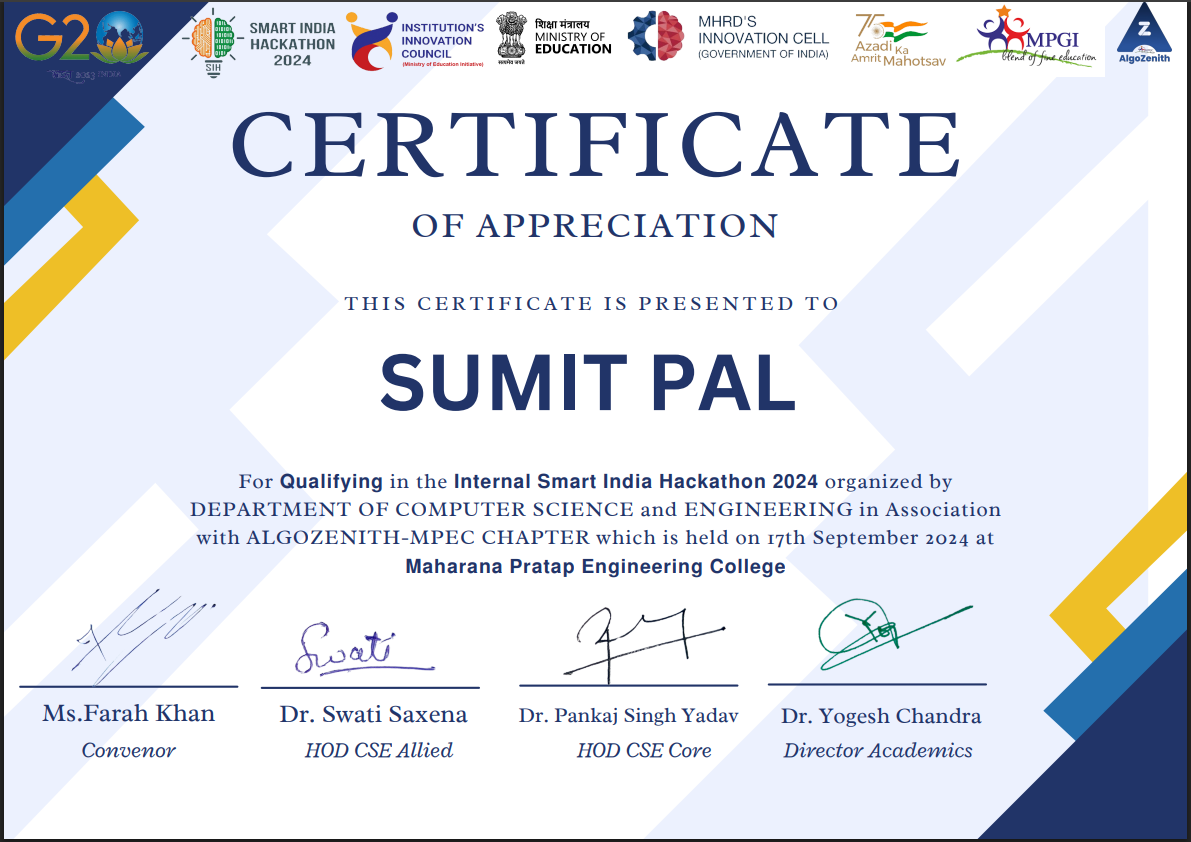 G20
SIH
SMART INDIA
HACKATHON
2024
INSTITUTION'S
INNOVATION
COUNCIL
(Ministry of Education Initiative)
सत्यमेव जयते
शिक्षा मंत्रालय
MINISTRY OF
EDUCATION
MHRD'S
INNOVATION CELL
(GOVERNMENT OF INDIA)
75
Azadi Ka
Amrit Mahotsav
MPGI
blend of fine education
Z
AlgoZenith
CERTIFICATE
OF APPRECIATION
THIS CERTIFICATE IS PRESENTED TO
SUMIT PAL
For Qualifying in the Internal Smart India Hackathon 2024 organized by
DEPARTMENT OF COMPUTER SCIENCE and ENGINEERING in Association
with ALGOZENITH-MPEC CHAPTER which is held on 17th September 2024 at
Maharana Pratap Engineering College
Swati
Ms.Farah Khan
Convenor
Dr. Swati Saxena
HOD CSE Allied
Dr. Pankaj Singh Yadav
HOD CSE Core
Dr. Yogesh Chandra
Director Academics